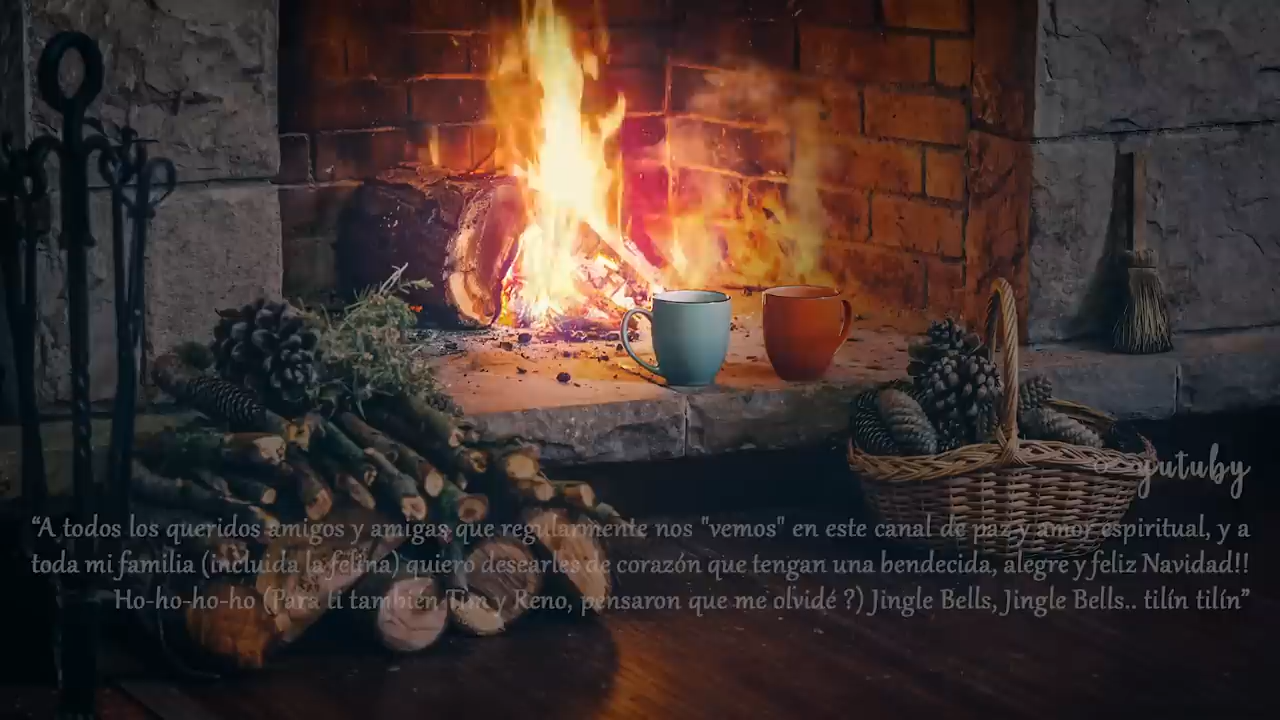 yutuby
“A todos los queridos amigos y amigas que regularmente nos "vemos" en este canal de paz y amor espiritual, y a
toda mi familia (incluida la felina) quiero desearles de corazón que tengan una bendecida, alegre y feliz Navidad!!
Ho-ho-ho-ho (Para ti también Tim y Reno, pensaron que me olvidé ?) Jingle Bells, Jingle Bells.. tilín tilín”